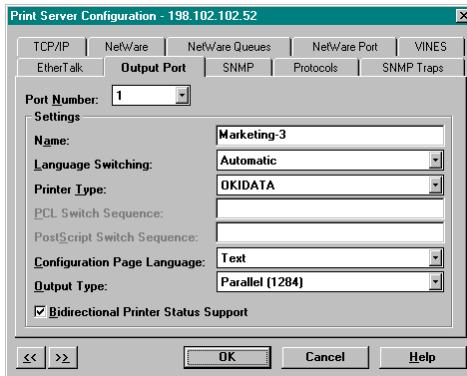 Print Server Configuration - 198.102.102.52
TCP/IP NetWare NetWare Queues NetWare Port VINES
EtherTalk Output Port SNMP Protocols SNMP Traps
Port Number: 1
Settings
Name: Marketing-3
Language Switching: Automatic
Printer Type: OKIDATA
PCL Switch Sequence:
PostScript Switch Sequence:
Configuration Page Language: Text
Output Type: Parallel (1284)
Bidirectional Printer Status Support
<< >> OK Cancel Help